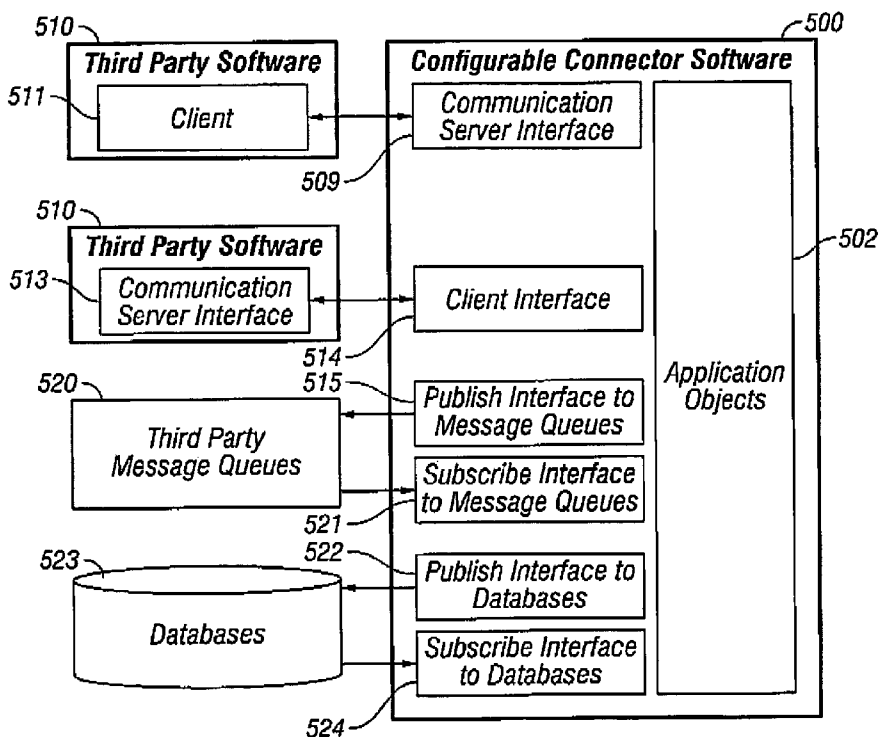 500
510
Third Party Software
511
Client
Configurable Connector Software
Communication
Server Interface
509
510
Third Party Software
513
Communication
Server Interface
Client Interface
514
502
Application
Objects
520
Third Party
Message Queues
515
Publish Interface to
Message Queues
Subscribe Interface
to Message Queues
521
523
Databases
522
Publish Interface to
Databases
Subscribe Interface
to Databases
524